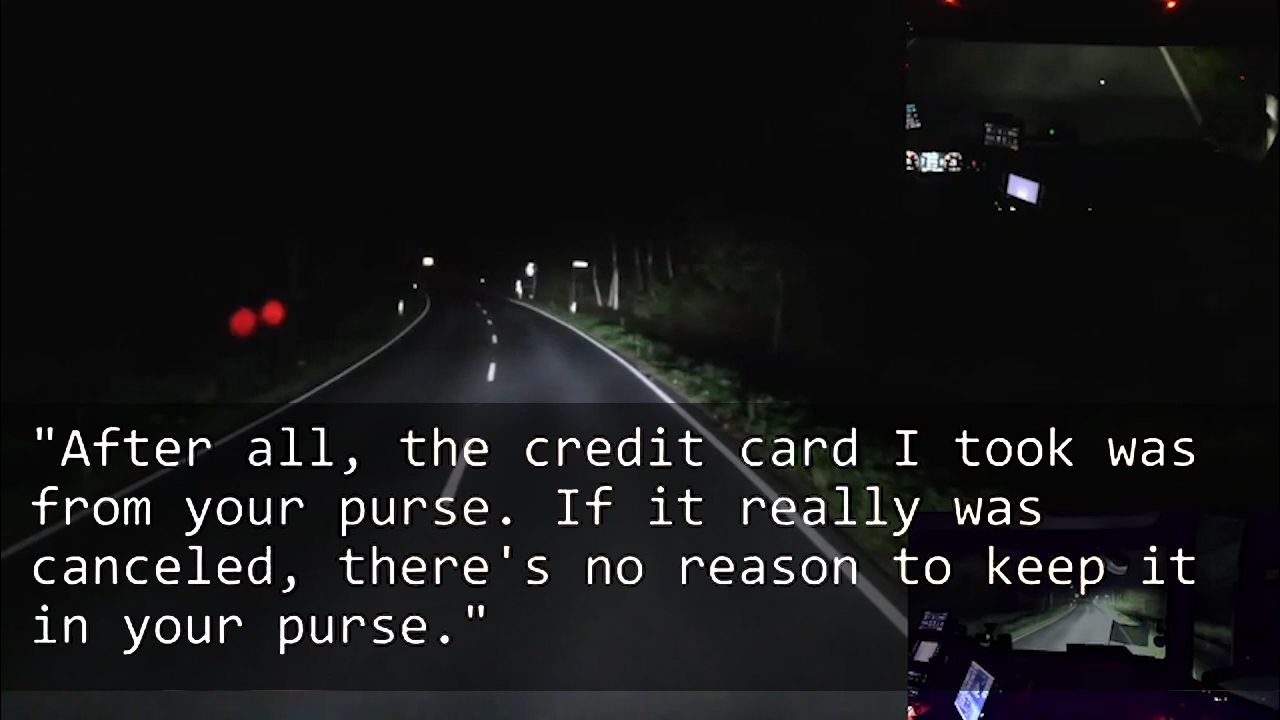 "After all, the credit card I took was
from your purse. If it really was
canceled, there's no reason to keep it
in your purse."